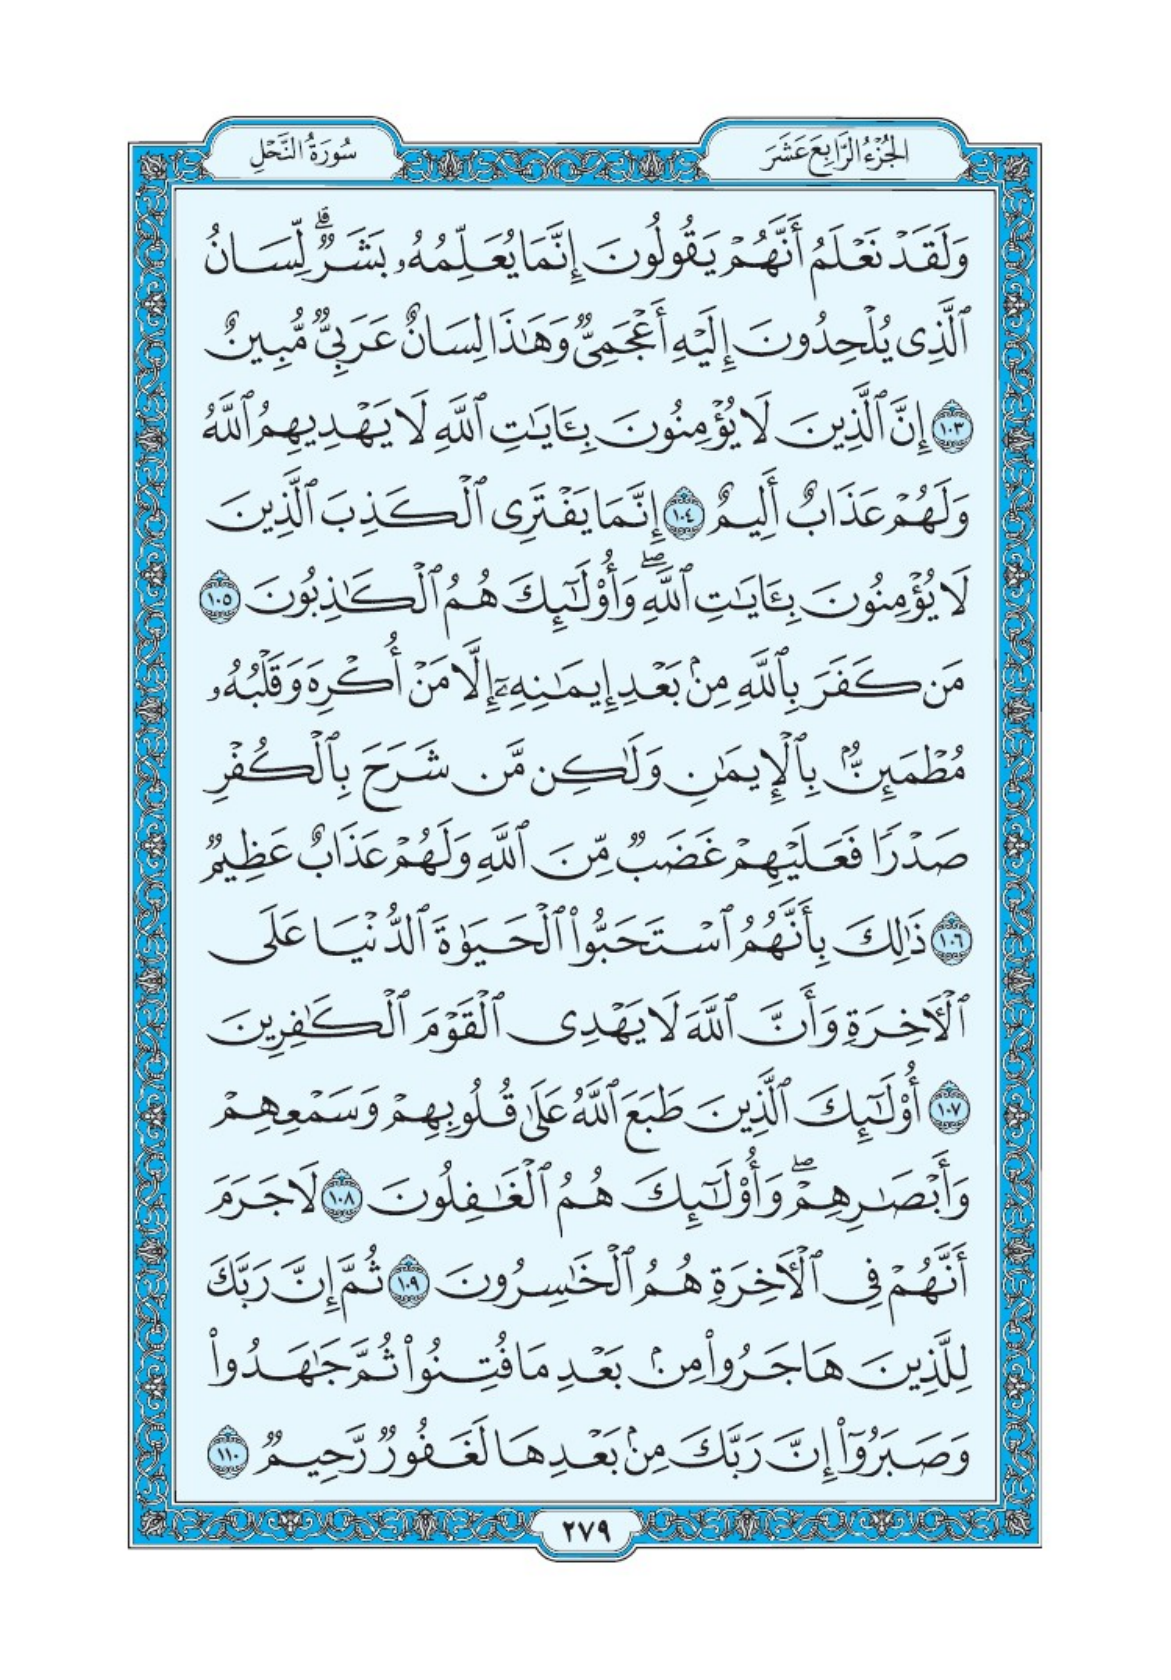 الجُزْءُ الرَّابِعَ عَشَرَ
سُورَةُ النَّحْلِ
وَلَقَدْ نَعْلَمُ أَنَّهُمْ يَقُولُونَ إِنَّمَا يُعَلِّمُهُۥ بَشَرٌۗ لِّسَانُ
ٱلَّذِى يُلْحِدُونَ إِلَيْهِ أَعْجَمِىٌّ وَهَٰذَا لِسَانٌ عَرَبِىٌّ مُّبِينٌ
١٠٣ إِنَّ ٱلَّذِينَ لَا يُؤْمِنُونَ بِـَٔايَٰتِ ٱللَّهِ لَا يَهْدِيهِمُ ٱللَّهُ
وَلَهُمْ عَذَابٌ أَلِيمٌ ١٠٤ إِنَّمَا يَفْتَرِى ٱلْكَذِبَ ٱلَّذِينَ
لَا يُؤْمِنُونَ بِـَٔايَٰتِ ٱللَّهِۖ وَأُو۟لَٰٓئِكَ هُمُ ٱلْكَٰذِبُونَ ١٠٥
مَن كَفَرَ بِٱللَّهِ مِنۢ بَعْدِ إِيمَٰنِهِۦٓ إِلَّا مَنْ أُكْرِهَ وَقَلْبُهُۥ
مُطْمَئِنٌّۢ بِٱلْإِيمَٰنِ وَلَٰكِن مَّن شَرَحَ بِٱلْكُفْرِ
صَدْرًا فَعَلَيْهِمْ غَضَبٌ مِّنَ ٱللَّهِ وَلَهُمْ عَذَابٌ عَظِيمٌ
١٠٦ ذَٰلِكَ بِأَنَّهُمُ ٱسْتَحَبُّوا۟ ٱلْحَيَوٰةَ ٱلدُّنْيَا عَلَى
ٱلْءَاخِرَةِ وَأَنَّ ٱللَّهَ لَا يَهْدِى ٱلْقَوْمَ ٱلْكَٰفِرِينَ
١٠٧ أُو۟لَٰٓئِكَ ٱلَّذِينَ طَبَعَ ٱللَّهُ عَلَىٰ قُلُوبِهِمْ وَسَمْعِهِمْ
وَأَبْصَٰرِهِمْۖ وَأُو۟لَٰٓئِكَ هُمُ ٱلْغَٰفِلُونَ ١٠٨ لَا جَرَمَ
أَنَّهُمْ فِى ٱلْءَاخِرَةِ هُمُ ٱلْخَٰسِرُونَ ١٠٩ ثُمَّ إِنَّ رَبَّكَ
لِلَّذِينَ هَاجَرُوا۟ مِنۢ بَعْدِ مَا فُتِنُوا۟ ثُمَّ جَٰهَدُوا۟
وَصَبَرُوٓا۟ إِنَّ رَبَّكَ مِنۢ بَعْدِهَا لَغَفُورٌ رَّحِيمٌ ١١٠
٢٧٩